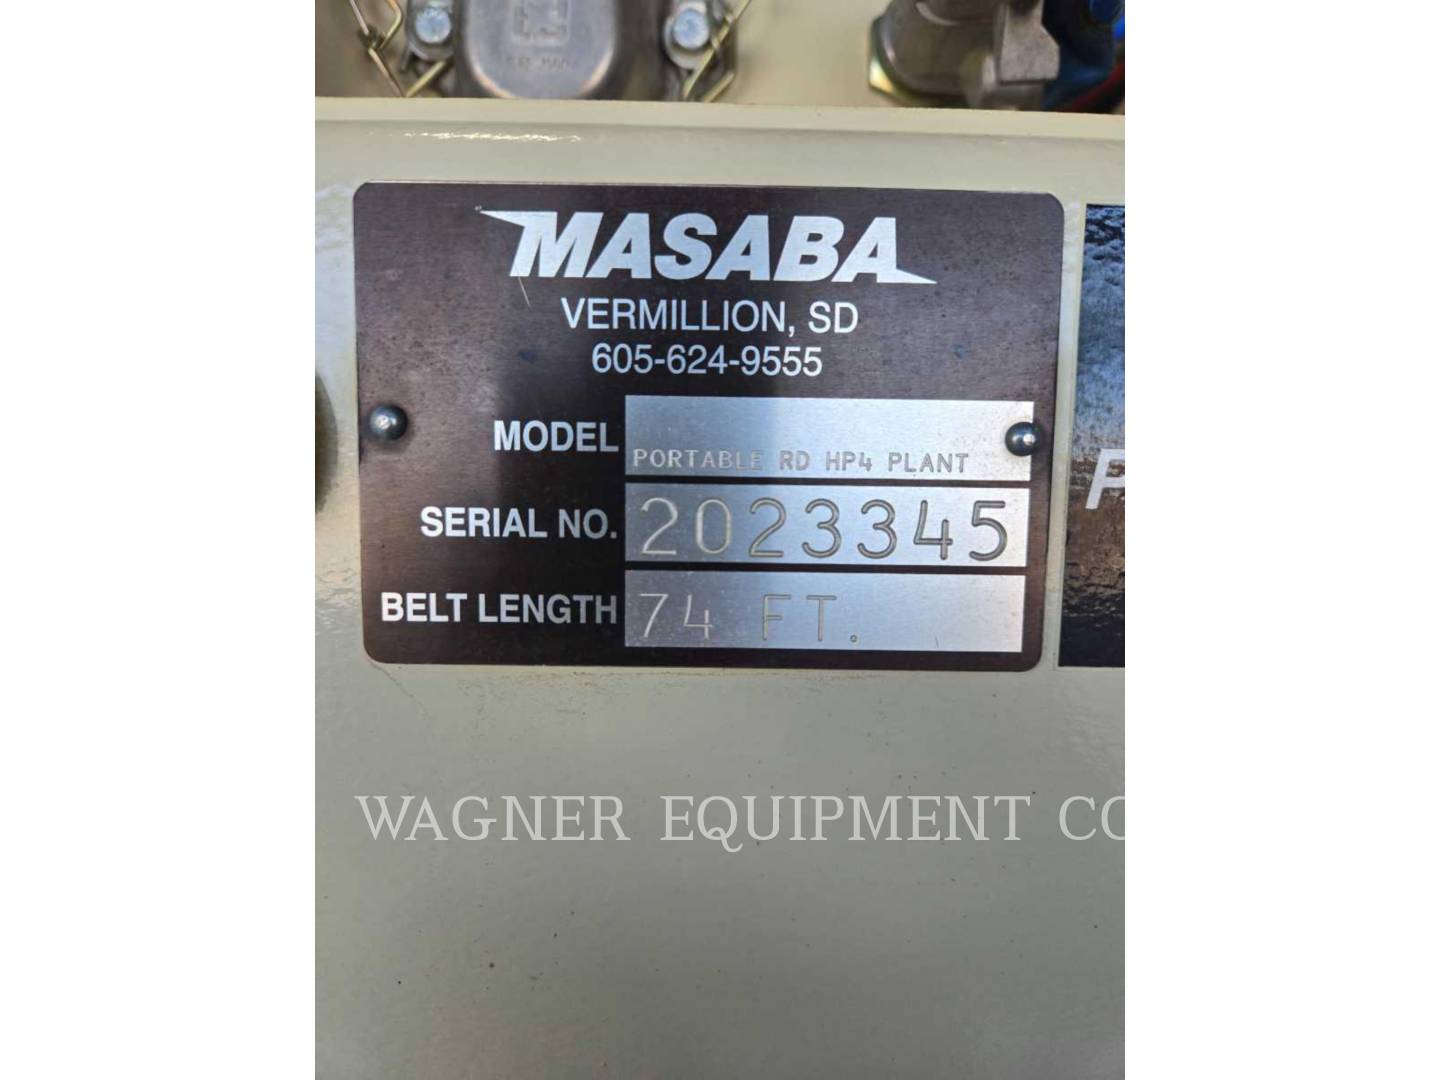 MASABA
VERMILLION, SD
605-624-9555
MODEL PORTABLE RD HP4 PLANT
SERIAL NO. 2023345
BELT LENGTH 74 FT.
P
WAGNER EQUIPMENT CO